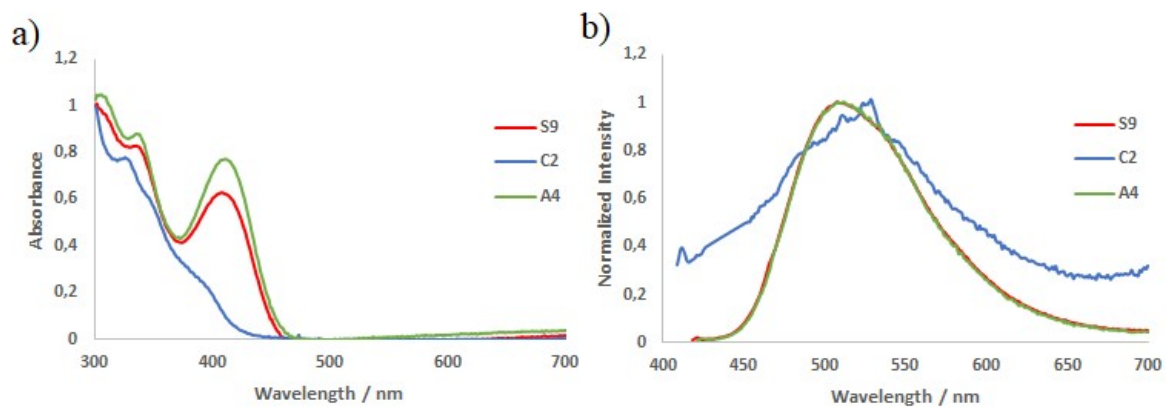 a)
1,2
1
0,8
0,6
0,4
0,2
0
300
400
500
600
700
Absorbance
Wavelength / nm
S9
C2
A4
b)
1,2
1
0,8
0,6
0,4
0,2
0
400
450
500
550
600
650
700
Normalized Intensity
Wavelength / nm
S9
C2
A4